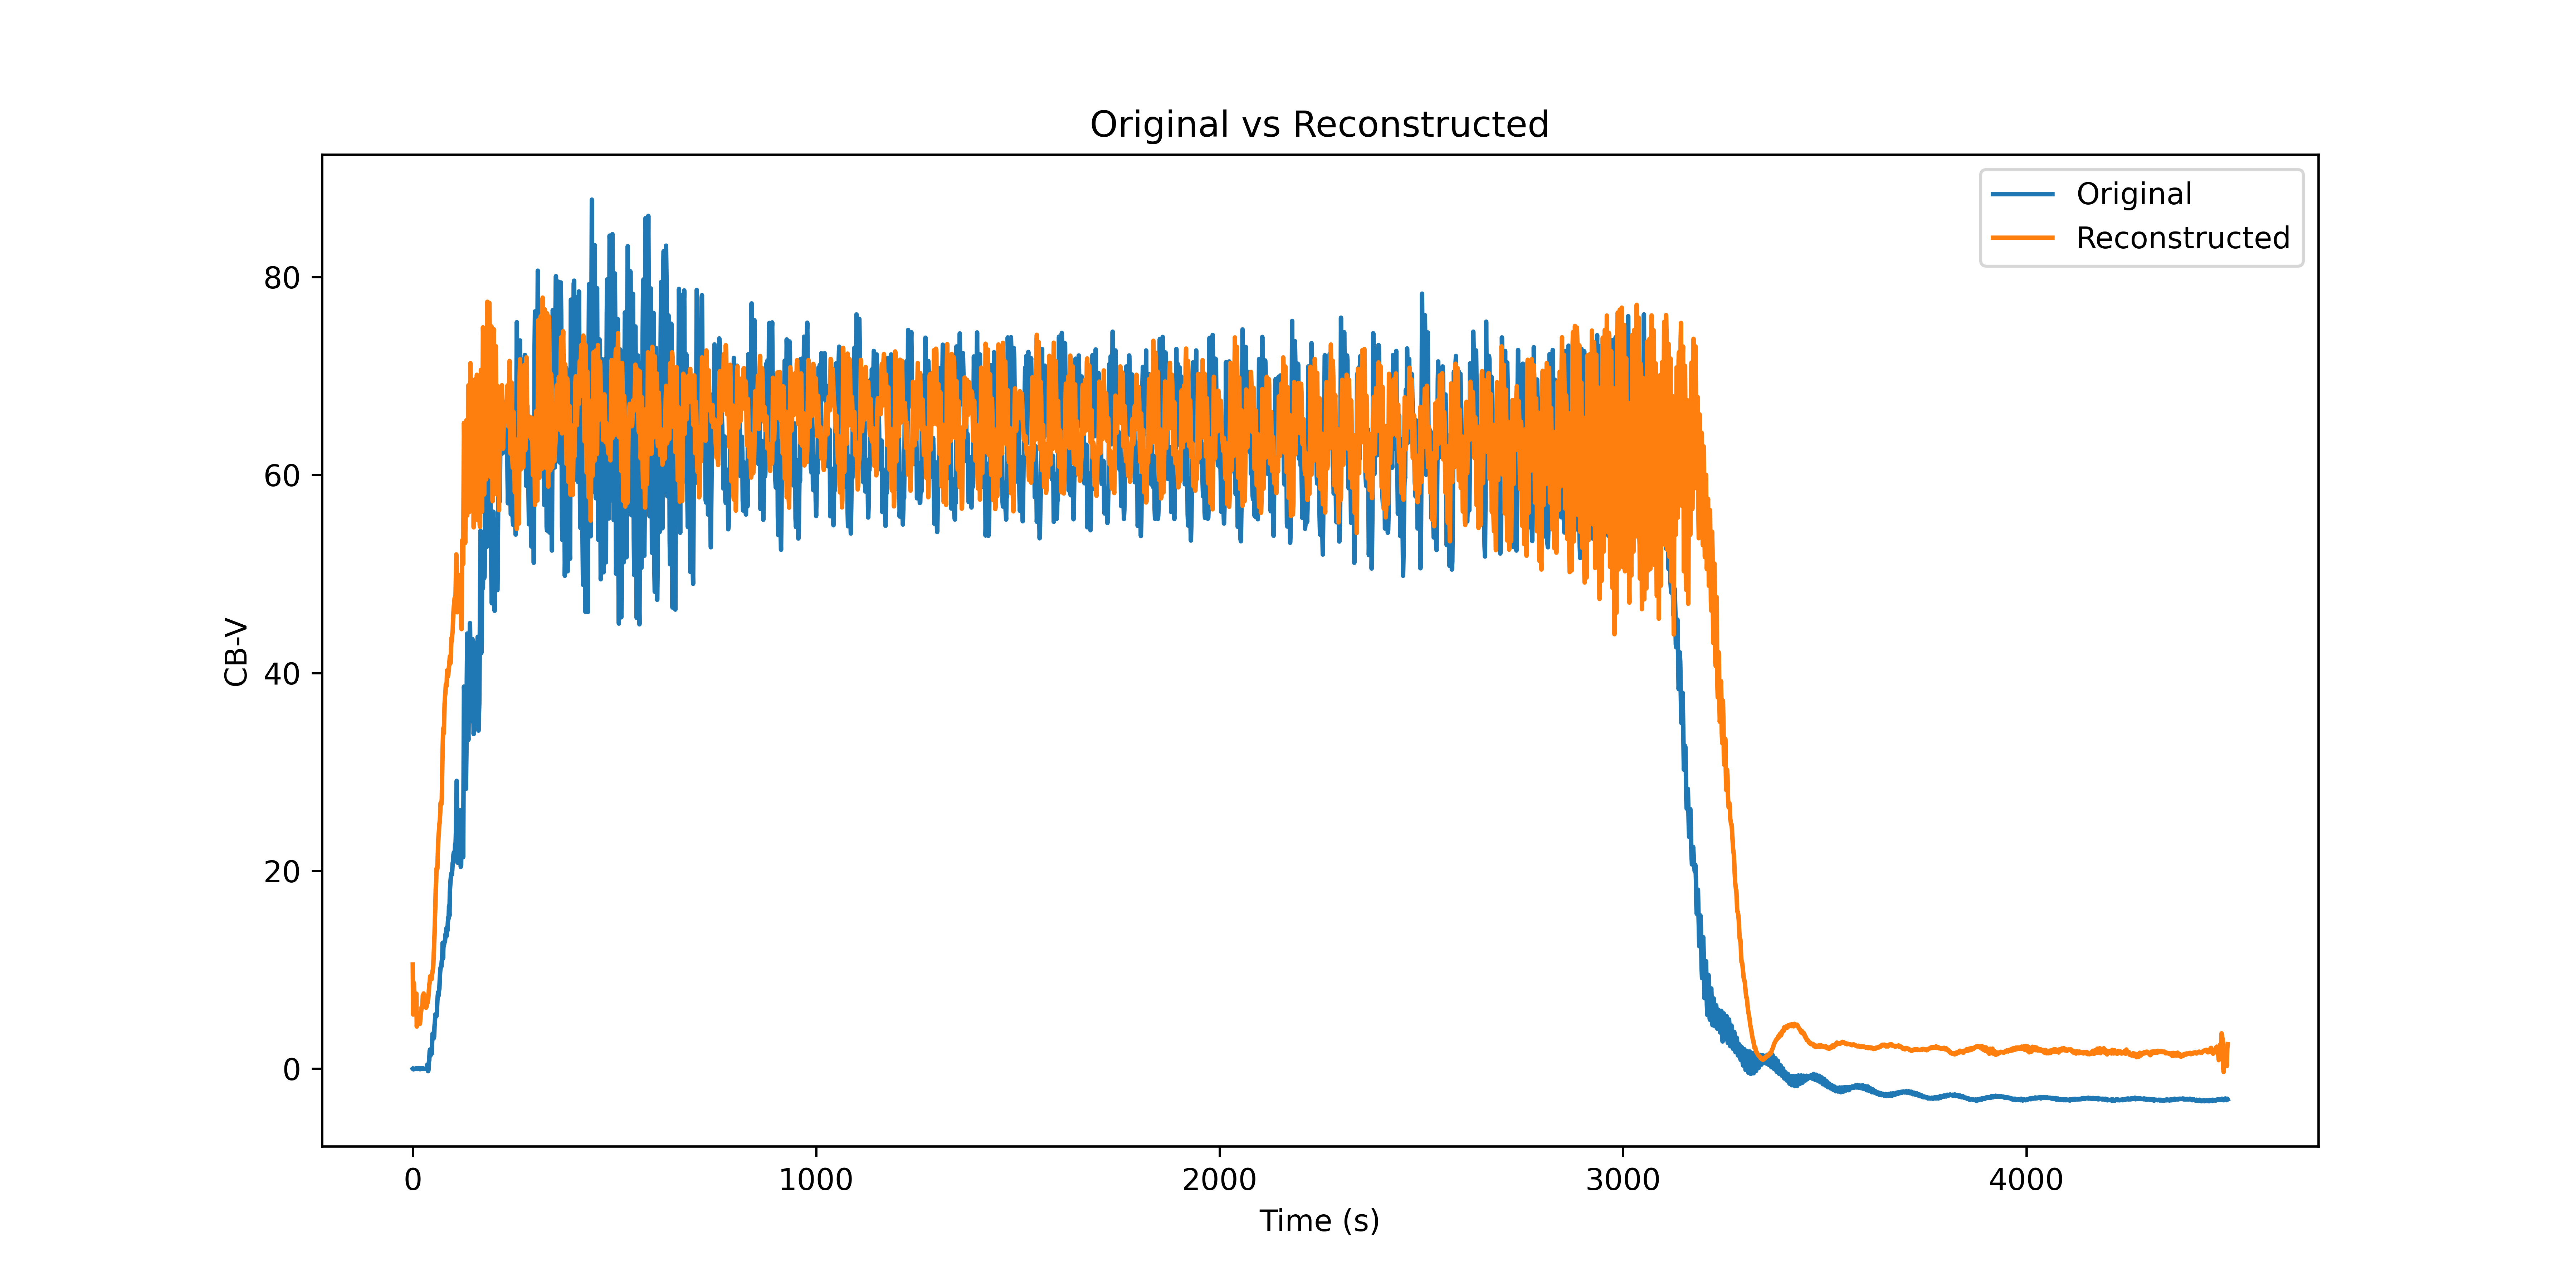 Original vs Reconstructed
Original
Reconstructed
80
60
40
20
0
CB-V
0 1000 2000 3000 4000
Time (s)